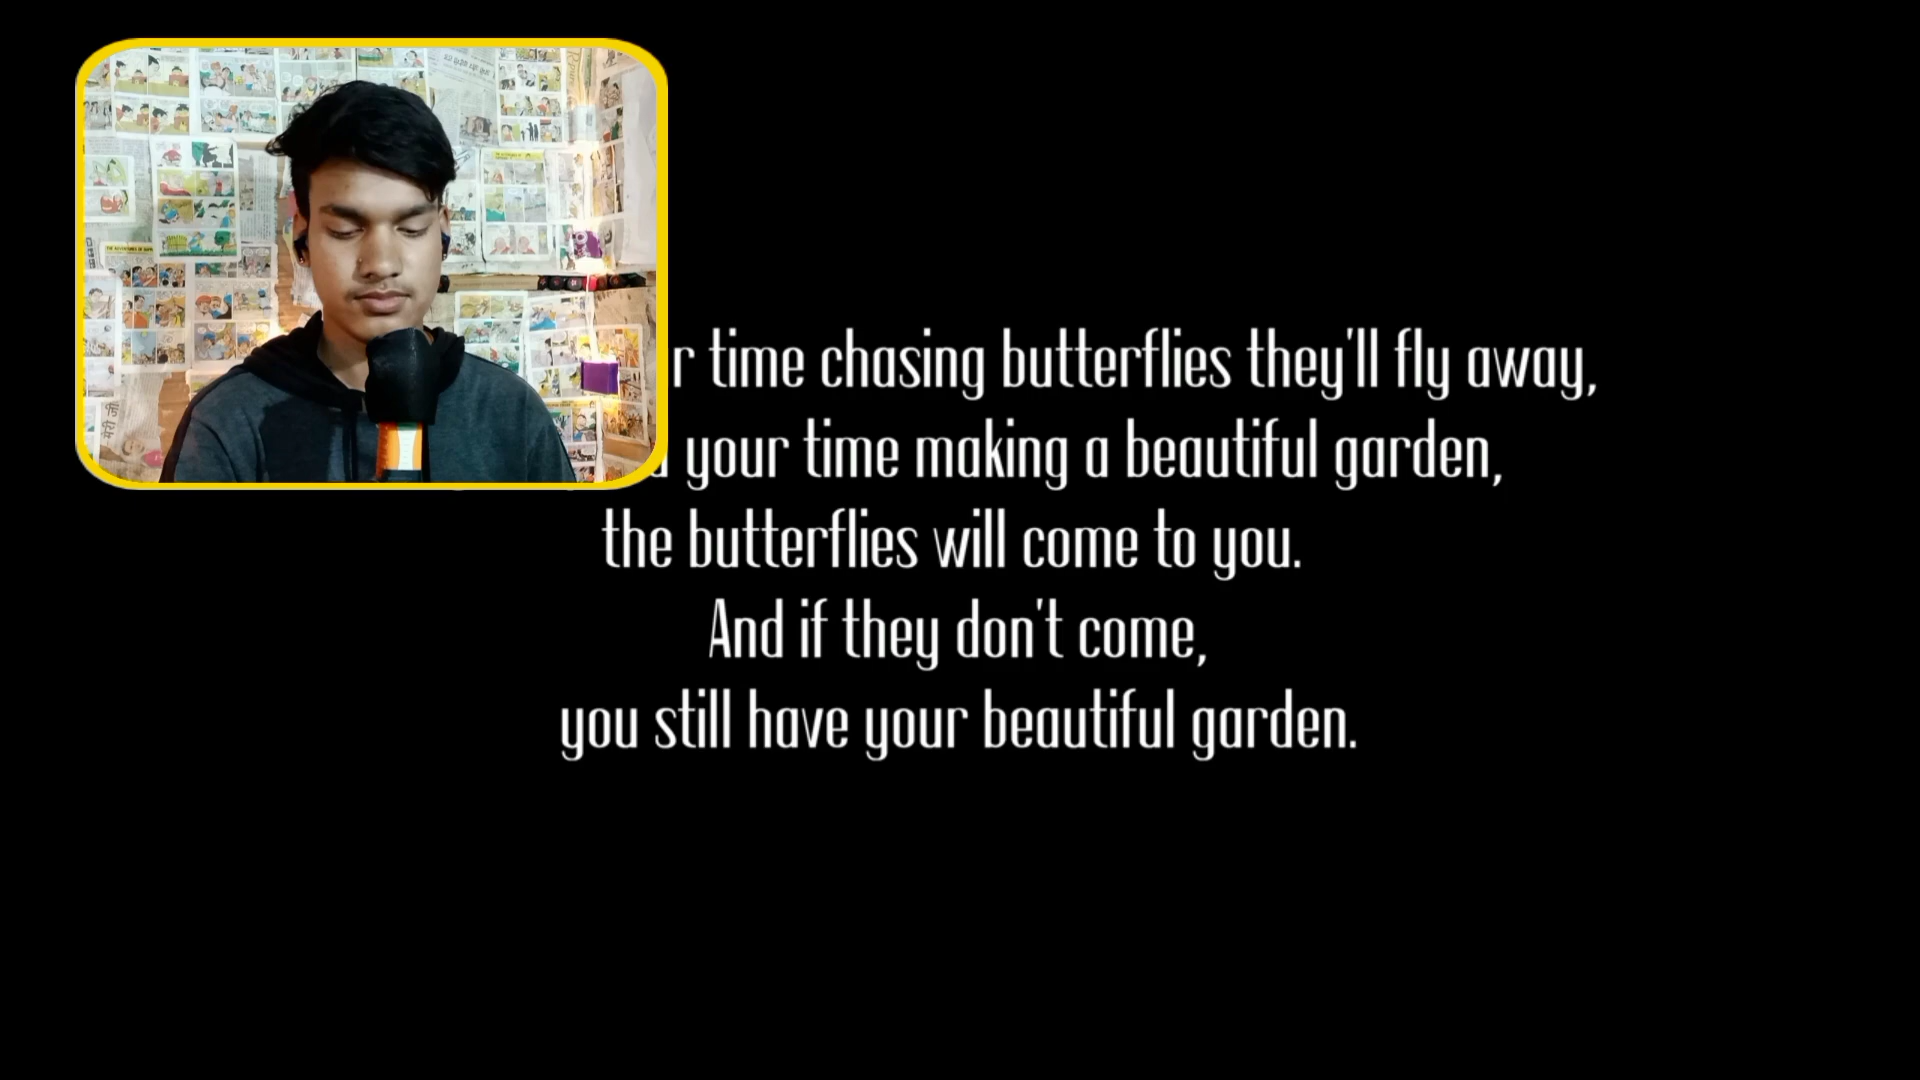 r time chasing butterflies they'll fly away,
your time making a beautiful garden,
the butterflies will come to you.
And if they don't come,
you still have your beautiful garden.